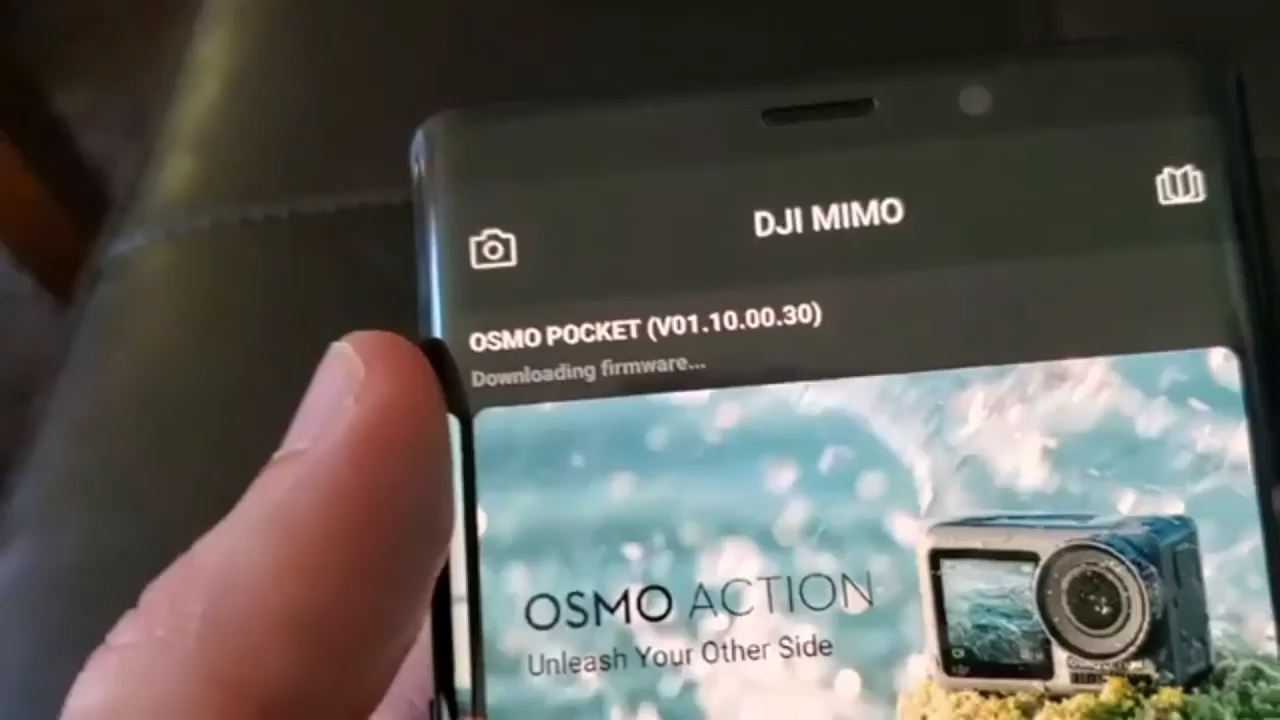 DJI MIMO
OSMO POCKET (V01.10.00.30)
Downloading firmware...
OSMO ACTION
Unleash Your Other Side